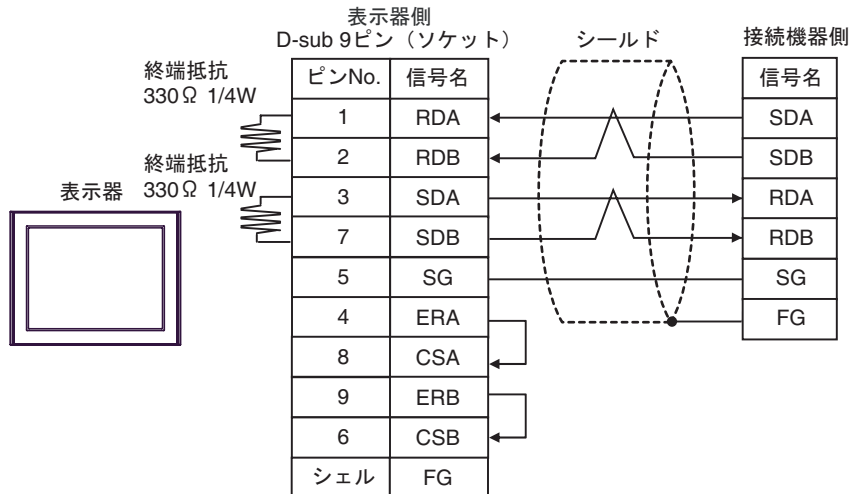 表示器側
D-sub 9ピン（ソケット）
シールド
接続機器側
終端抵抗
330Ω 1/4W
終端抵抗
330Ω 1/4W
表示器
ピンNo. 信号名
1 RDA
2 RDB
3 SDA
7 SDB
5 SG
4 ERA
8 CSA
9 ERB
6 CSB
シェル FG
信号名
SDA
SDB
RDA
RDB
SG
FG